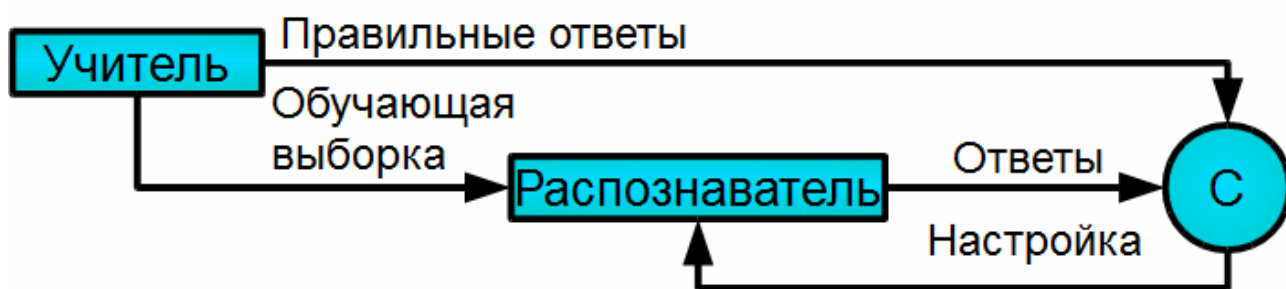 Правильные ответы
Учитель
Обучающая
выборка
Распознаватель
Ответы
С
Настройка